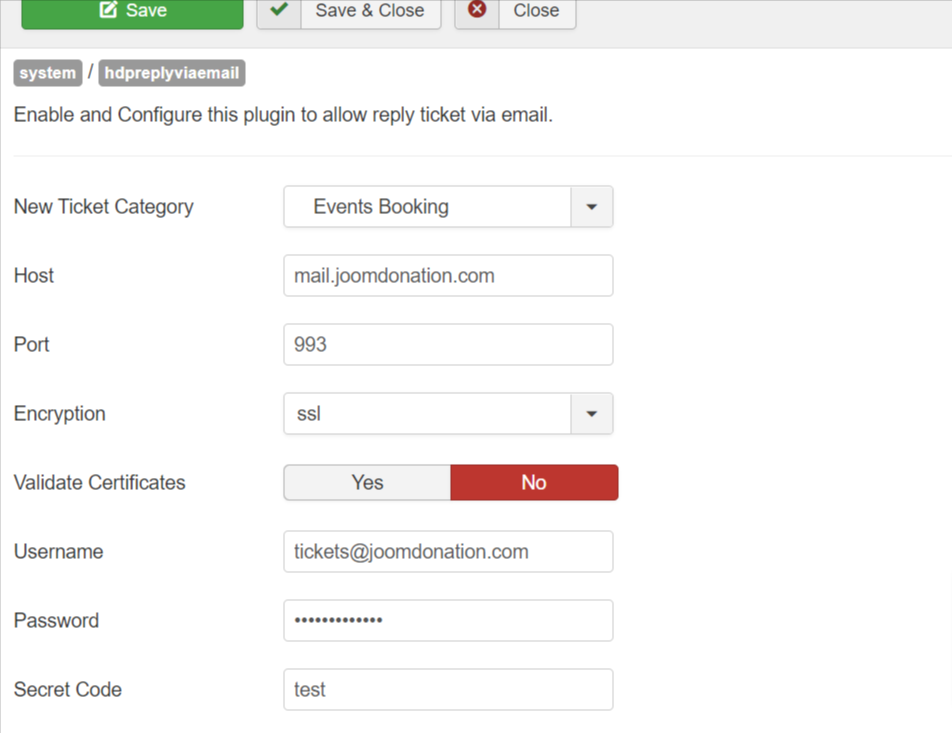 Save Save & Close Close
system / hdpreplyviaemail
Enable and Configure this plugin to allow reply ticket via email.
New Ticket Category Events Booking
Host mail.joomdonation.com
Port 993
Encryption ssl
Validate Certificates Yes No
Username tickets@joomdonation.com
Password •••••••••••••
Secret Code test